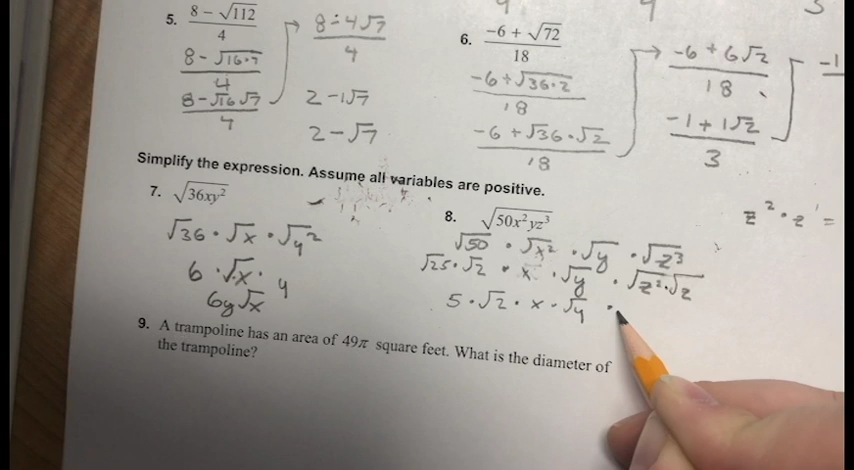 5. (8 − √112)/4
(8 − √16·7)/4
(8 − √16 √7)/4
(8 − 4√7)/4
2 − 1√7
2 − √7
6. (−6 + √72)/18
(−6 + √36·2)/18
(−6 + √36·√2)/18
(−6 + 6√2)/18
(−1 + 1√2)/3
Simplify the expression. Assume all variables are positive.
7. √36xy²
√36 · √x · √y²
6 · √x · y
6y√x
8. √50x²yz³
√50 · √x² · √y · √z³
√25·√2 · x · √y · √z²·√z
5·√2 · x · √y ·
z² · z' =
9. A trampoline has an area of 49π square feet. What is the diameter of
the trampoline?